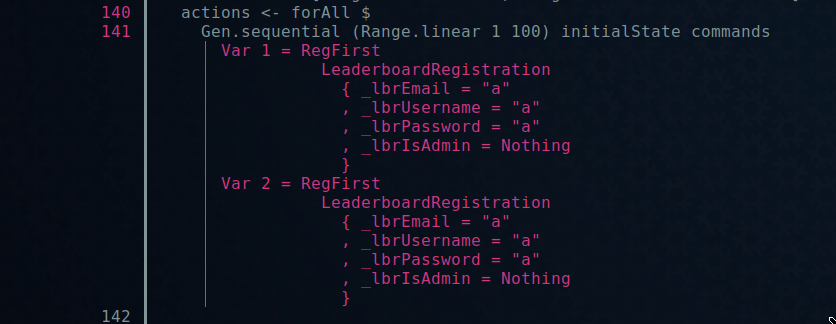 140 actions <- forAll $
141 Gen.sequential (Range.linear 1 100) initialState commands
Var 1 = RegFirst
LeaderboardRegistration
{ _lbrEmail = "a"
, _lbrUsername = "a"
, _lbrPassword = "a"
, _lbrIsAdmin = Nothing
}
Var 2 = RegFirst
LeaderboardRegistration
{ _lbrEmail = "a"
, _lbrUsername = "a"
, _lbrPassword = "a"
, _lbrIsAdmin = Nothing
}
142